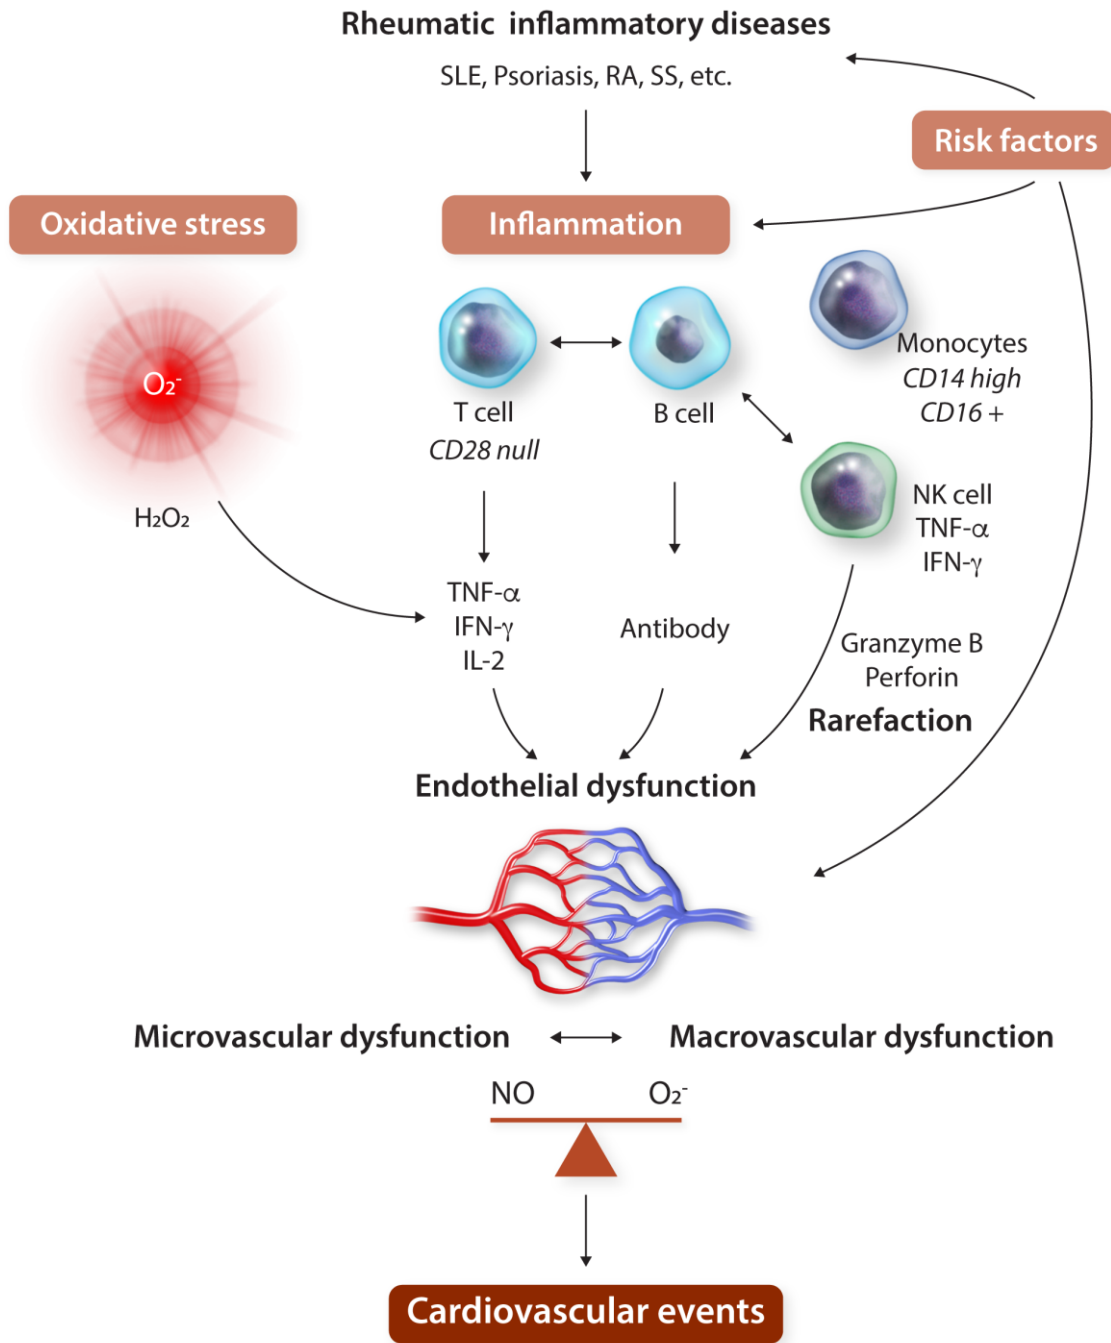 Rheumatic inflammatory diseases
SLE, Psoriasis, RA, SS, etc.
Risk factors
Oxidative stress
Inflammation
O₂⁻
H₂O₂
T cell
CD28 null
B cell
Monocytes
CD14 high
CD16 +
NK cell
TNF-α
IFN-γ
TNF-α
IFN-γ
IL-2
Antibody
Granzyme B
Perforin
Rarefaction
Endothelial dysfunction
Microvascular dysfunction
Macrovascular dysfunction
NO
O₂⁻
Cardiovascular events